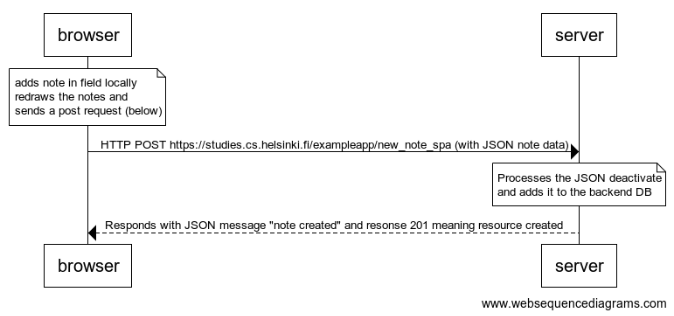 browser
server
adds note in field locally
redraws the notes and
sends a post request (below)
HTTP POST https://studies.cs.helsinki.fi/exampleapp/new_note_spa (with JSON note data)
Processes the JSON deactivate
and adds it to the backend DB
Responds with JSON message "note created" and resonse 201 meaning resource created
browser
server
www.websequencediagrams.com